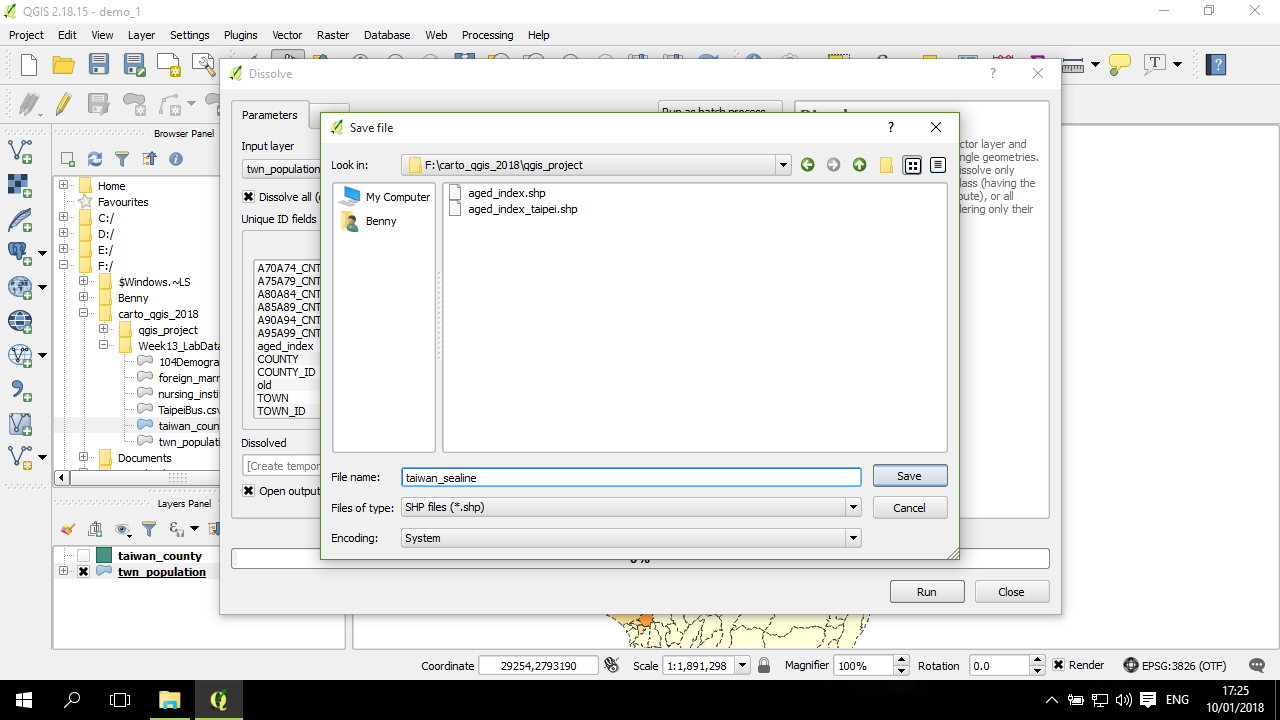 QGIS 2.18.15 - demo_1
Project Edit View Layer Settings Plugins Vector Raster Database Web Processing Help
Dissolve
?
Parameters
Run as batch process
Input layer
twn_population
Dissolve all
Unique ID fields
A70A74_CNT
A75A79_CNT
A80A84_CNT
A85A89_CNT
A90A94_CNT
A95A99_CNT
aged_index
COUNTY
COUNTY_ID
old
TOWN
TOWN_ID
Dissolved
[Create tempor
Open output
ctor layer and
ngle geometries.
issolve only
lass (having the
bute), or all
dering only their
Save file
?
Look in:
F:\carto_qgis_2018\qgis_project
My Computer
Benny
aged_index.shp
aged_index_taipei.shp
File name:
taiwan_sealine
Save
Files of type:
SHP files (*.shp)
Cancel
Encoding:
System
0%
Run
Close
Browser Panel
Home
Favourites
C:/
D:/
E:/
F:/
$Windows.~LS
Benny
carto_qgis_2018
qgis_project
Week13_LabData
104Demogra
foreign_marr
nursing_insti
TaipeiBus.csv
taiwan_coun
twn_populati
Documents
Layers Panel
taiwan_county
twn_population
Coordinate 29254,2793190 Scale 1:1,891,298 Magnifier 100% Rotation 0.0 Render EPSG:3826 (OTF)
ENG
17:25
10/01/2018